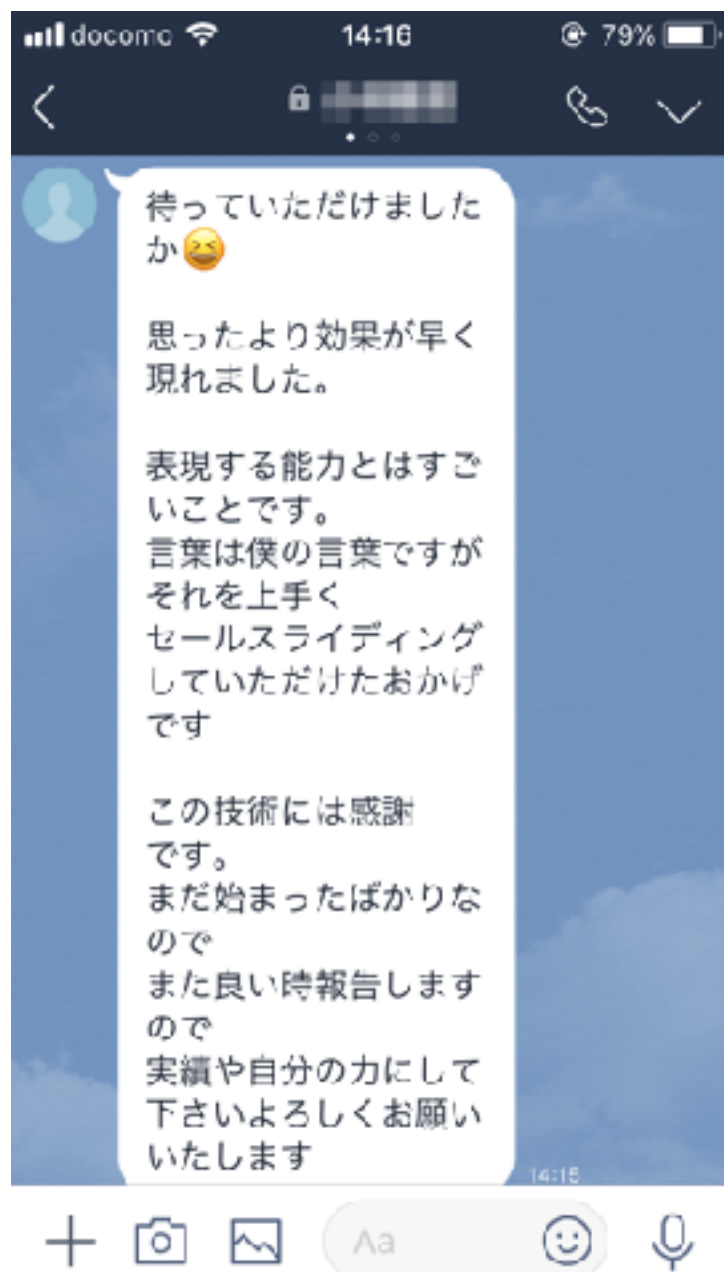 docomo 14:16 79%
待っていただけました
か😆
思ったより効果が早く
現れました。
表現する能力とはすご
いことです。
言葉は僕の言葉ですが
それを上手く
セールスライディング
していただけたおかげ
です
この技術には感謝
です。
まだ始まったばかりな
ので
また良い時報告します
ので
実績や自分の力にして
下さいよろしくお願い
いたします
14:15
Aa